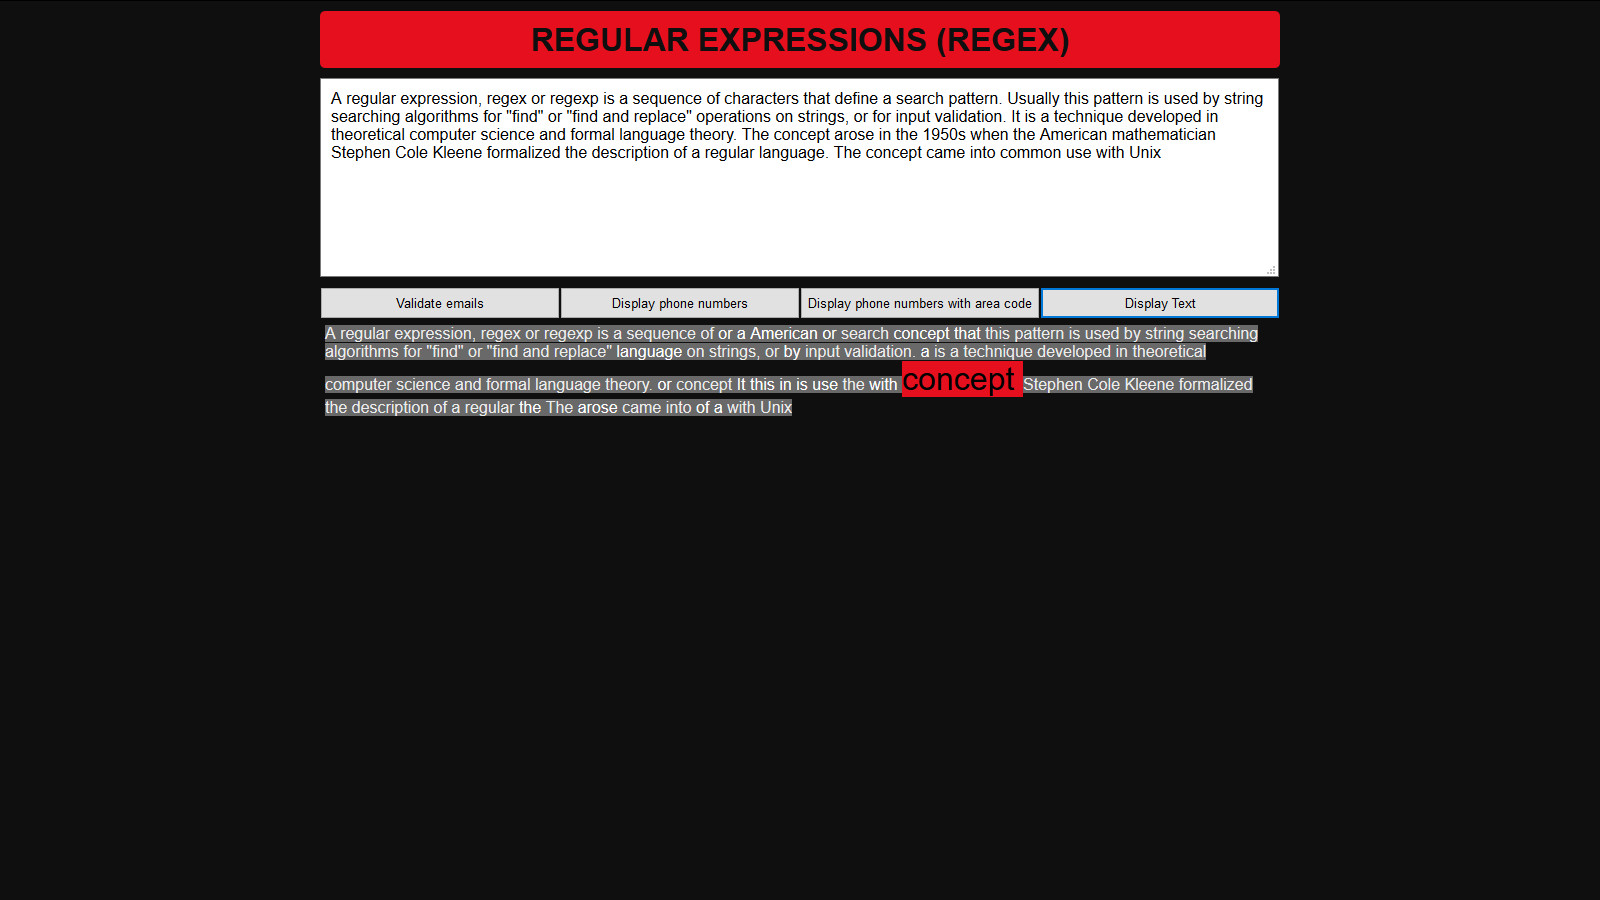 REGULAR EXPRESSIONS (REGEX)
A regular expression, regex or regexp is a sequence of characters that define a search pattern. Usually this pattern is used by string
searching algorithms for "find" or "find and replace" operations on strings, or for input validation. It is a technique developed in
theoretical computer science and formal language theory. The concept arose in the 1950s when the American mathematician
Stephen Cole Kleene formalized the description of a regular language. The concept came into common use with Unix
Validate emails
Display phone numbers
Display phone numbers with area code
Display Text
A regular expression, regex or regexp is a sequence of or a American or search concept that this pattern is used by string searching
algorithms for "find" or "find and replace" language on strings, or by input validation. a is a technique developed in theoretical
computer science and formal language theory. or concept It this in is use the with concept Stephen Cole Kleene formalized
the description of a regular the The arose came into of a with Unix